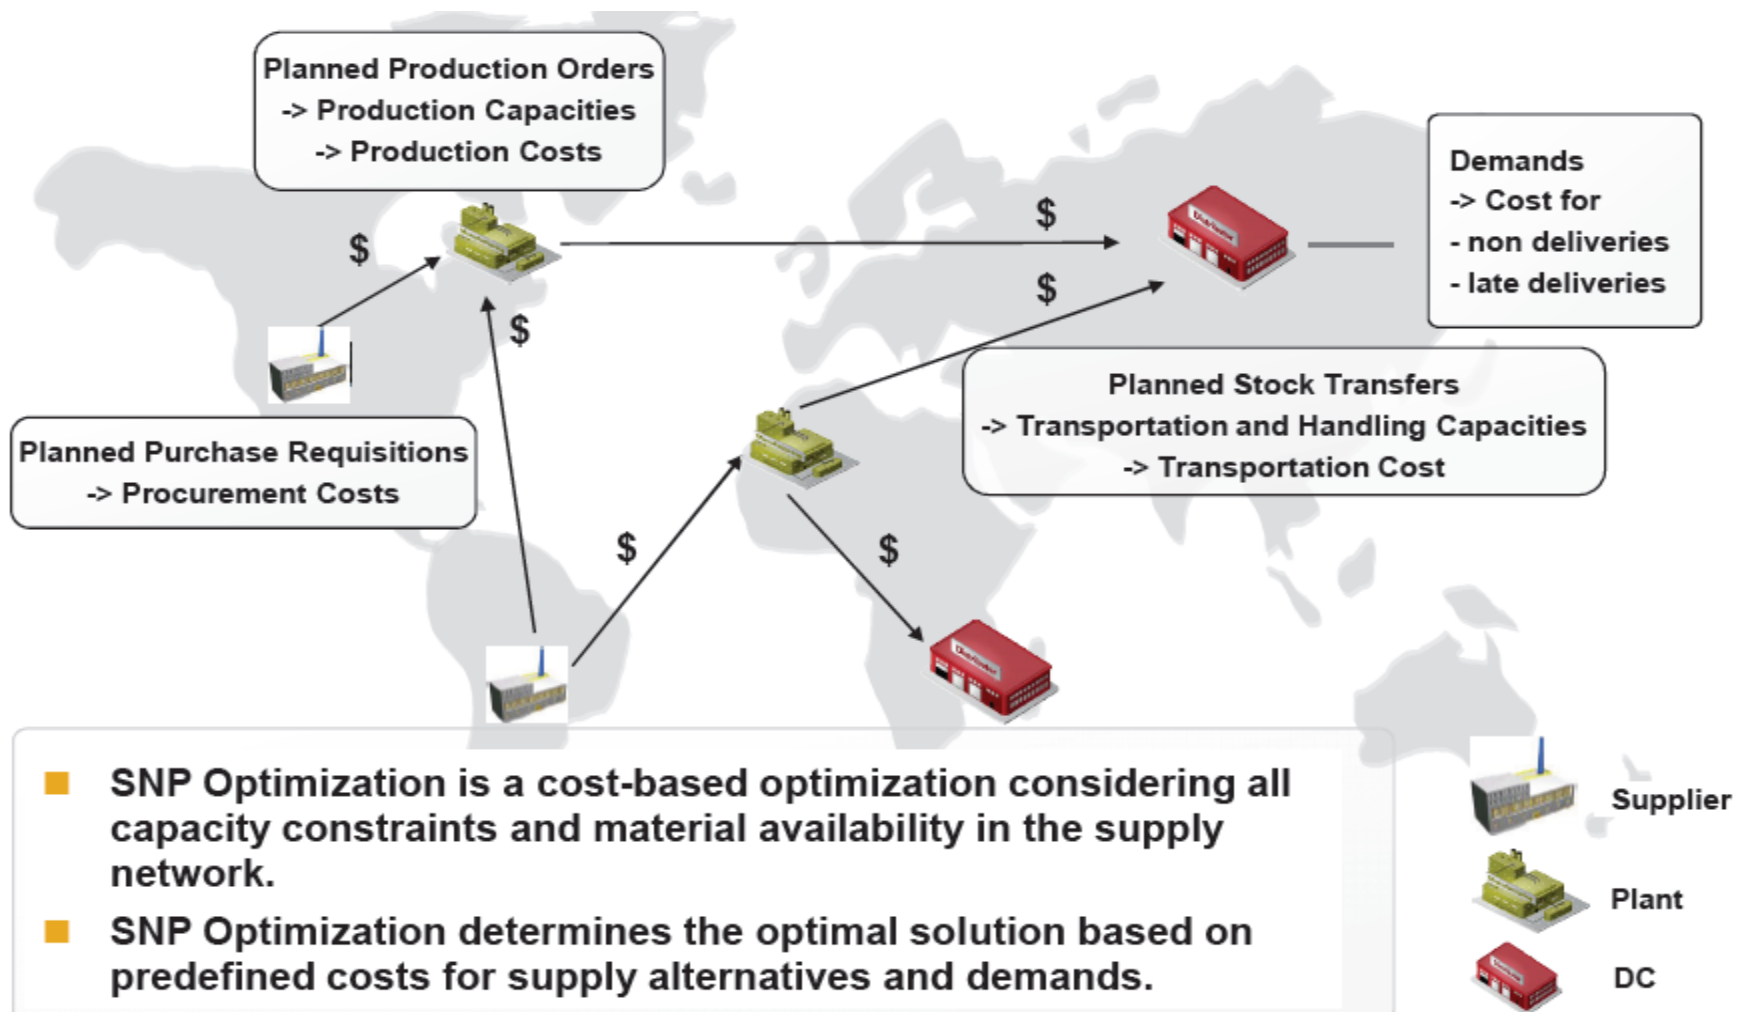 Planned Production Orders
-> Production Capacities
-> Production Costs
$
$
$
$
Demands
-> Cost for
- non deliveries
- late deliveries
Planned Stock Transfers
-> Transportation and Handling Capacities
-> Transportation Cost
Planned Purchase Requisitions
-> Procurement Costs
$
$
SNP Optimization is a cost-based optimization considering all
capacity constraints and material availability in the supply
network.
SNP Optimization determines the optimal solution based on
predefined costs for supply alternatives and demands.
Supplier
Plant
DC